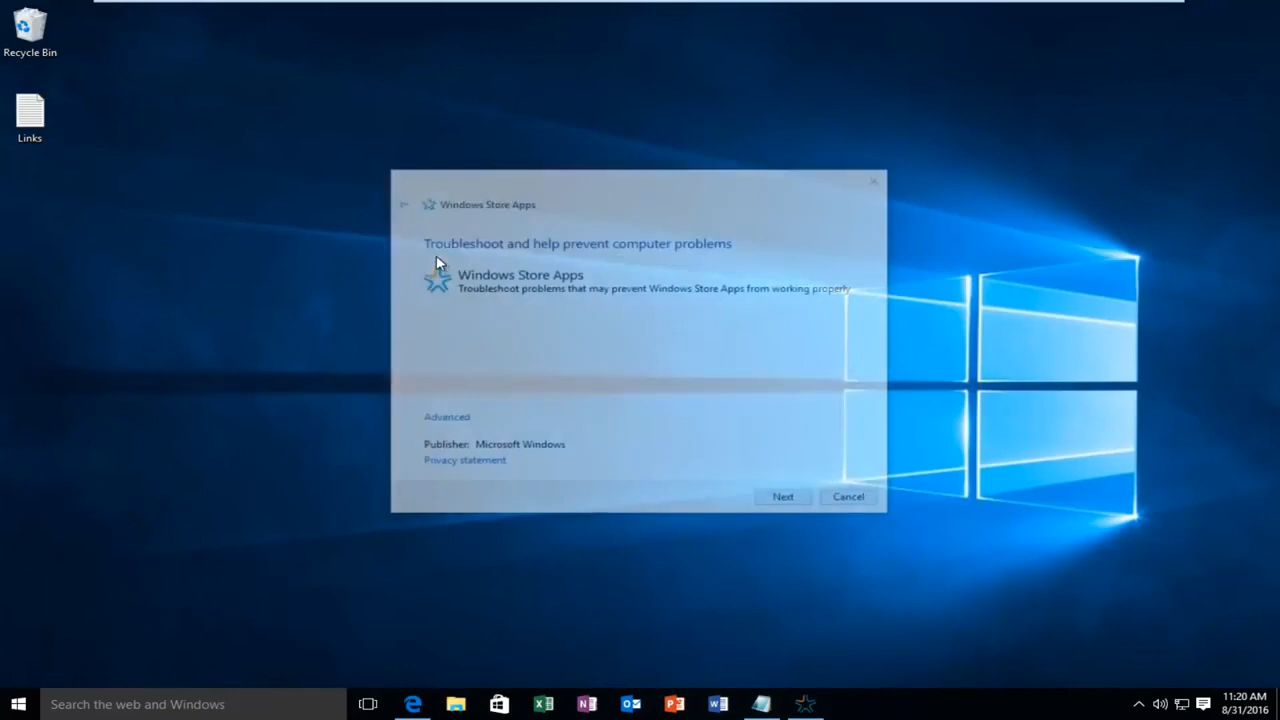 Recycle Bin
Links
Windows Store Apps
Troubleshoot and help prevent computer problems
Windows Store Apps
Troubleshoot problems that may prevent Windows Store Apps from working properly
Advanced
Publisher: Microsoft Windows
Privacy statement
Next Cancel
Search the web and Windows
11:20 AM
8/31/2016